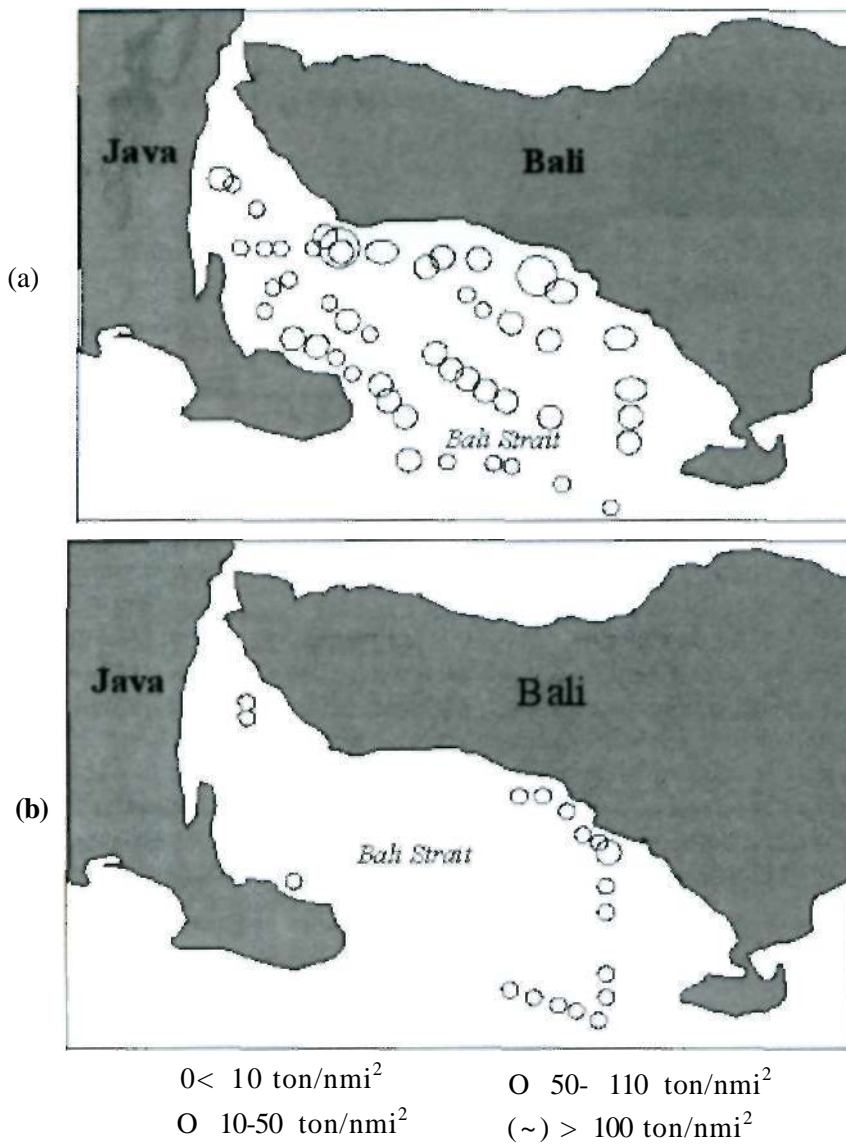 Java
Bali
(a)
Bali Strait
Java
Bali
(b)
Bali Strait
0< 10 ton/nmi²
O 50- 110 ton/nmi²
O 10-50 ton/nmi²
(~) > 100 ton/nmi²